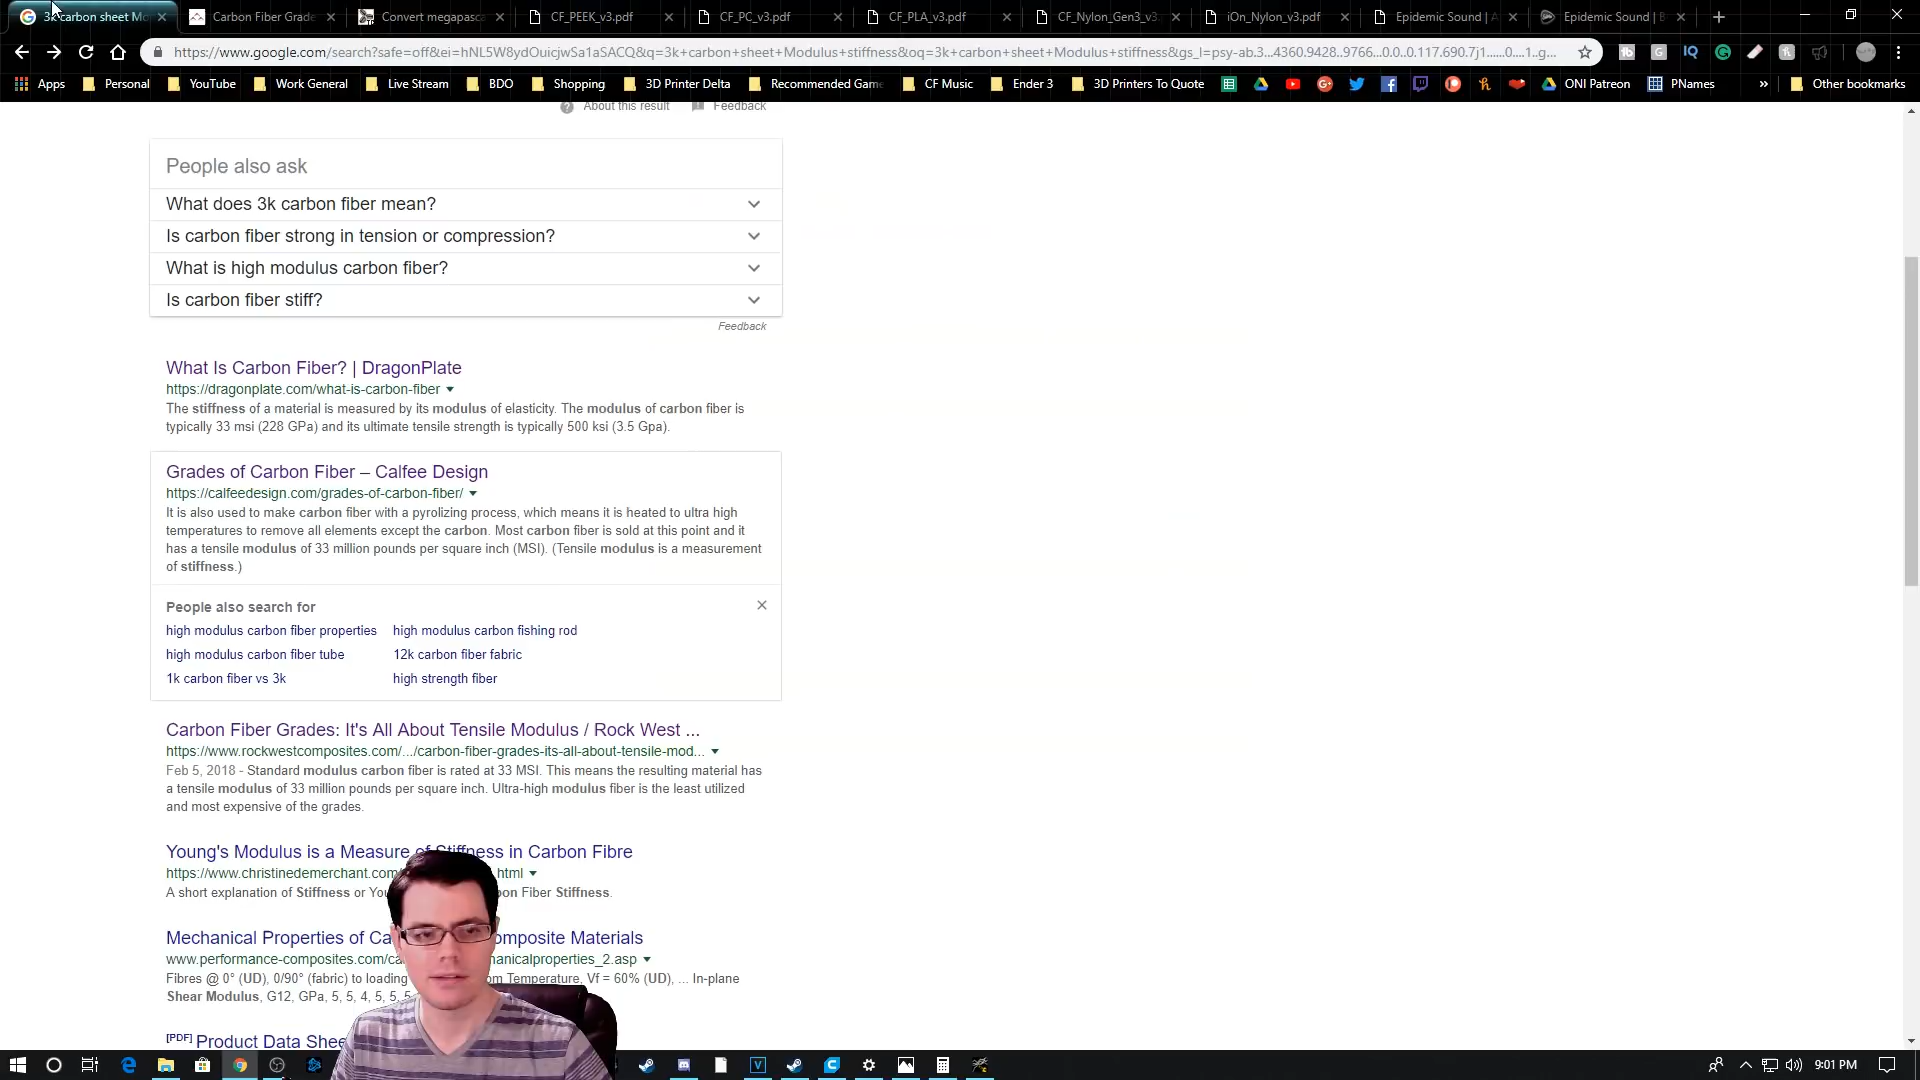 3k carbon sheet Mo
Carbon Fiber Grade
Convert megapasca
CF_PEEK_v3.pdf
CF_PC_v3.pdf
CF_PLA_v3.pdf
CF_Nylon_Gen3_v3.
iOn_Nylon_v3.pdf
Epidemic Sound | A
Epidemic Sound | B
https://www.google.com/search?safe=off&ei=hNL5W8ydOuicjwSa1aSACQ&q=3k+carbon+sheet+Modulus+stiffness&oq=3k+carbon+sheet+Modulus+stiffness&gs_l=psy-ab.3...4360.9428..9766...0.0..0.117.690.7j1......0....1..g...
Apps Personal YouTube Work General Live Stream BDO Shopping 3D Printer Delta Recommended Game CF Music Ender 3 3D Printers To Quote ONI Patreon PNames » Other bookmarks
About this result Feedback
People also ask
What does 3k carbon fiber mean?
Is carbon fiber strong in tension or compression?
What is high modulus carbon fiber?
Is carbon fiber stiff?
Feedback
What Is Carbon Fiber? | DragonPlate
https://dragonplate.com/what-is-carbon-fiber
The stiffness of a material is measured by its modulus of elasticity. The modulus of carbon fiber is
typically 33 msi (228 GPa) and its ultimate tensile strength is typically 500 ksi (3.5 Gpa).
Grades of Carbon Fiber – Calfee Design
https://calfeedesign.com/grades-of-carbon-fiber/
It is also used to make carbon fiber with a pyrolizing process, which means it is heated to ultra high
temperatures to remove all elements except the carbon. Most carbon fiber is sold at this point and it
has a tensile modulus of 33 million pounds per square inch (MSI). (Tensile modulus is a measurement
of stiffness.)
People also search for
high modulus carbon fiber properties high modulus carbon fishing rod
high modulus carbon fiber tube 12k carbon fiber fabric
1k carbon fiber vs 3k high strength fiber
Carbon Fiber Grades: It's All About Tensile Modulus / Rock West ...
https://www.rockwestcomposites.com/.../carbon-fiber-grades-its-all-about-tensile-mod...
Feb 5, 2018 - Standard modulus carbon fiber is rated at 33 MSI. This means the resulting material has
a tensile modulus of 33 million pounds per square inch. Ultra-high modulus fiber is the least utilized
and most expensive of the grades.
Young's Modulus is a Measure of Stiffness in Carbon Fibre
https://www.christinedemerchant.com/ html
A short explanation of Stiffness or You on Fiber Stiffness.
Mechanical Properties of Ca omposite Materials
www.performance-composites.com/ca hanicalproperties_2.asp
Fibres @ 0° (UD), 0/90° (fabric) to loading om Temperature, Vf = 60% (UD), ... In-plane
Shear Modulus, G12, GPa, 5, 5, 4, 5, 5, 5
[PDF] Product Data Shee
9:01 PM